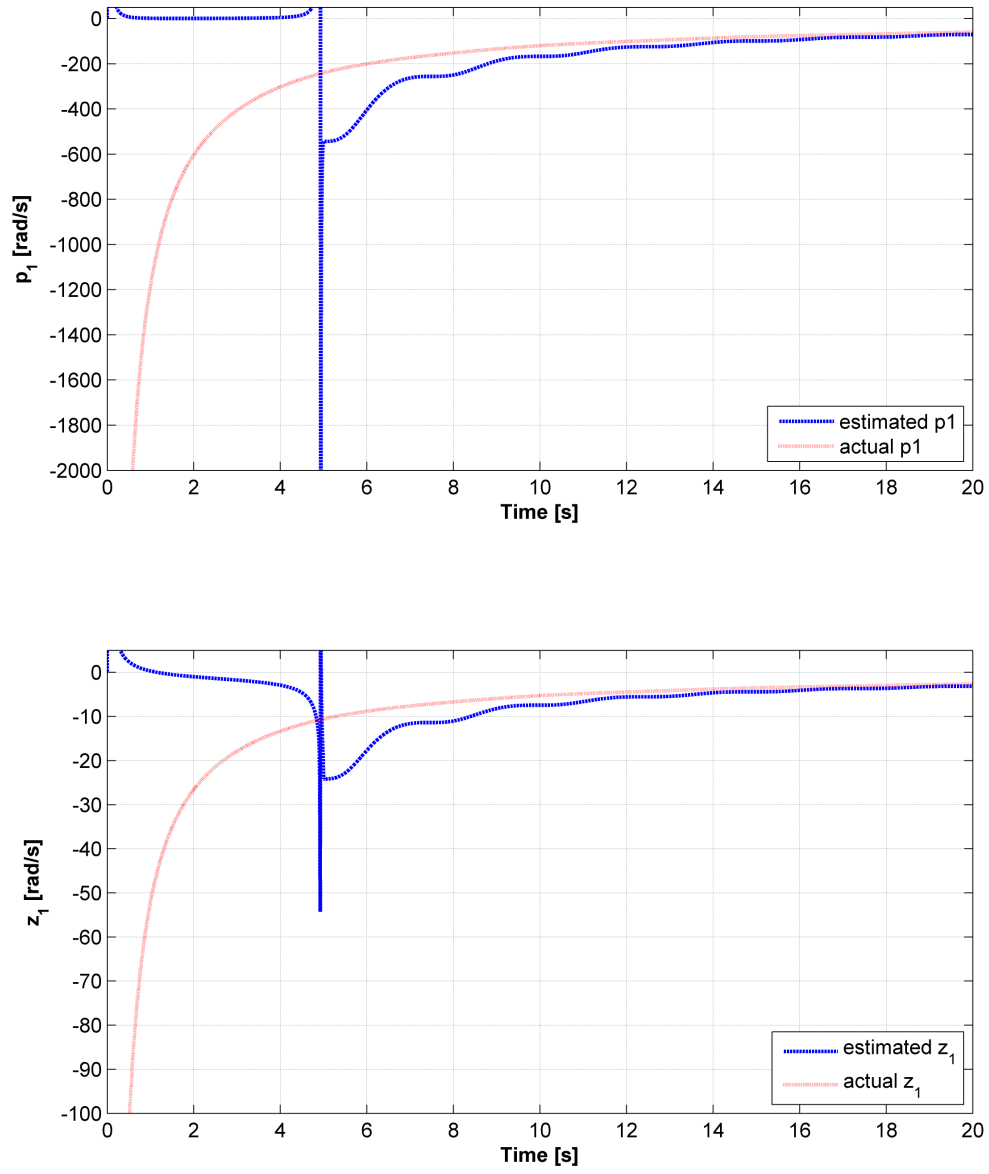 0
-200
-400
-600
-800
-1000
-1200
-1400
-1600
-1800
-2000
p1 [rad/s]
0 2 4 6 8 10 12 14 16 18 20
Time [s]
estimated p1
actual p1
0
-10
-20
-30
-40
-50
-60
-70
-80
-90
-100
z1 [rad/s]
0 2 4 6 8 10 12 14 16 18 20
Time [s]
estimated z1
actual z1